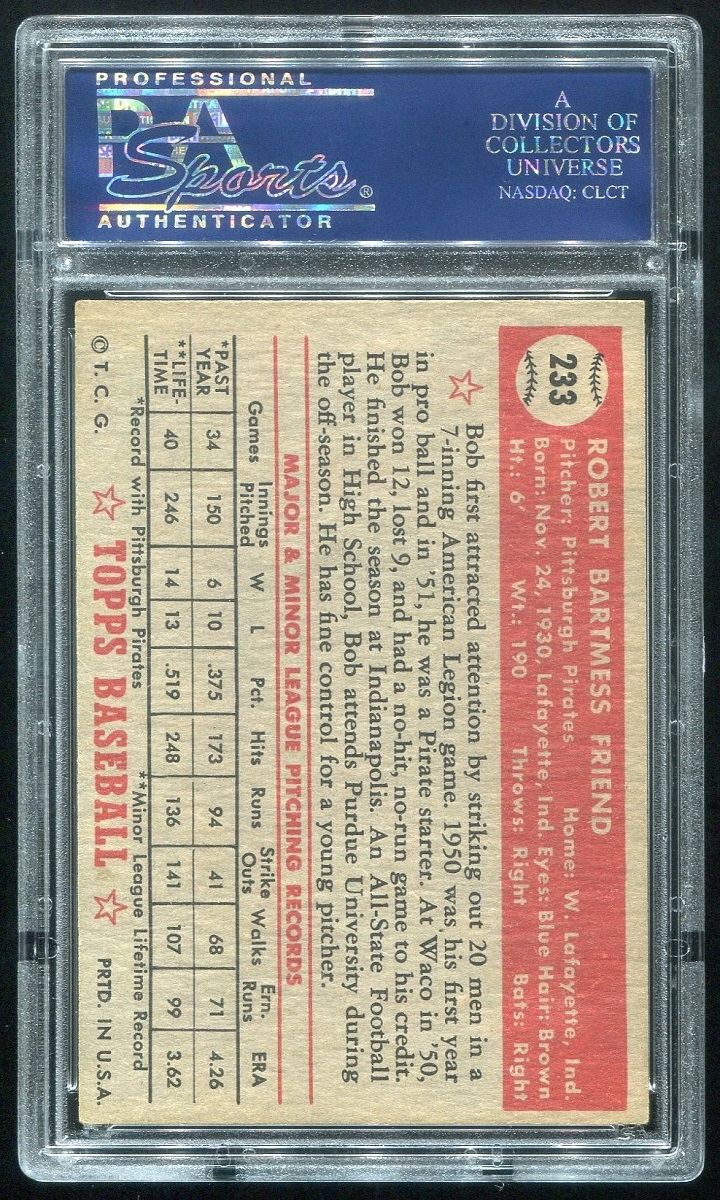 PROFESSIONAL
PSA
Sports®
AUTHENTICATOR
A
DIVISION OF
COLLECTORS
UNIVERSE
NASDAQ: CLCT
233
ROBERT BARTMESS FRIEND
Pitcher: Pittsburgh Pirates Home: W. Lafayette, Ind.
Born: Nov. 24, 1930, Lafayette, Ind. Eyes: Blue Hair: Brown
Ht.: 6' Wt.: 190 Throws: Right Bats: Right
Bob first attracted attention by striking out 20 men in a
7-inning American Legion game. 1950 was his first year
in pro ball and in '51, he was a Pirate starter. At Waco in '50,
Bob won 12, lost 9, and had a no-hit, no-run game to his credit.
He finished the season at Indianapolis. An All-State Football
player in High School, Bob attends Purdue University during
the off-season. He has fine control for a young pitcher.
MAJOR & MINOR LEAGUE PITCHING RECORDS
Games Innings Pitched W L Pct. Hits Runs Strike Outs Walks Ern. Runs ERA
*PAST YEAR 34 150 6 10 .375 173 94 41 68 71 4.26
**LIFE-TIME 40 246 14 13 .519 248 136 141 107 99 3.62
*Record with Pittsburgh Pirates **Minor League Lifetime Record
© T. C. G. TOPPS BASEBALL PRTD. IN U.S.A.